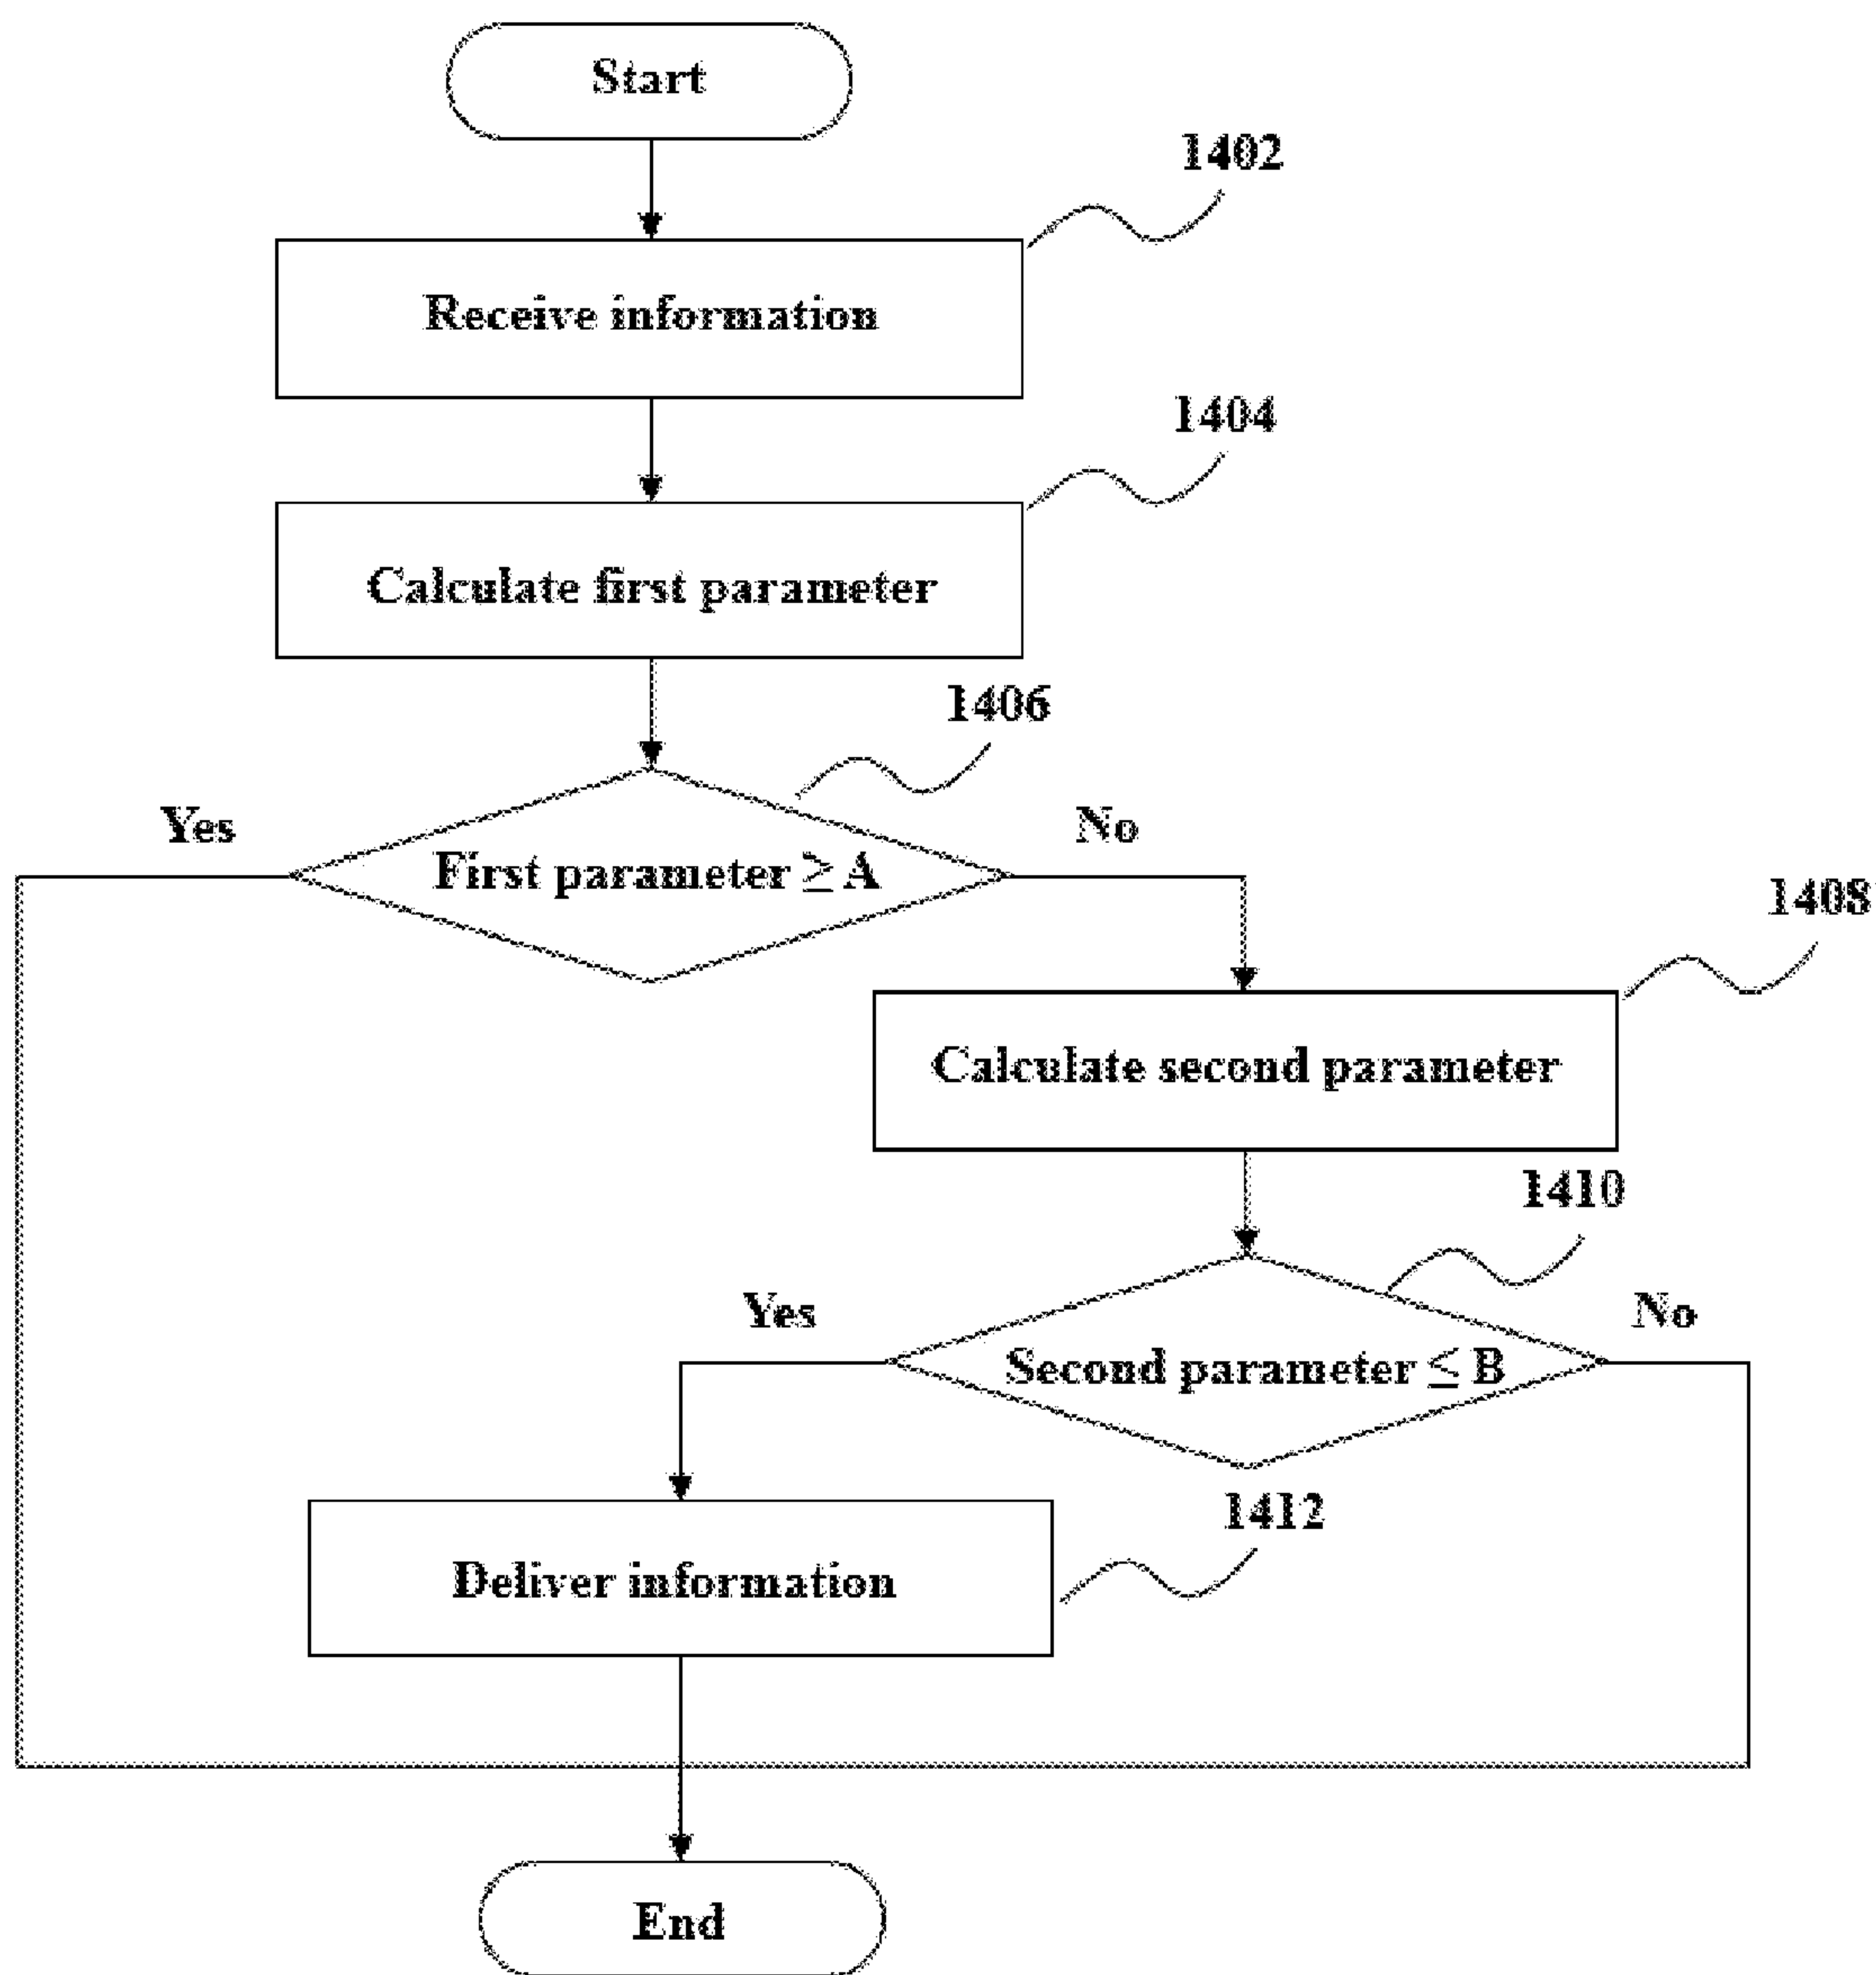 Start
1402
Receive information
1404
Calculate first parameter
1406
Yes
No
First parameter ≥ A
1408
Calculate second parameter
1410
Yes
No
Second parameter ≤ B
1412
Deliver information
End